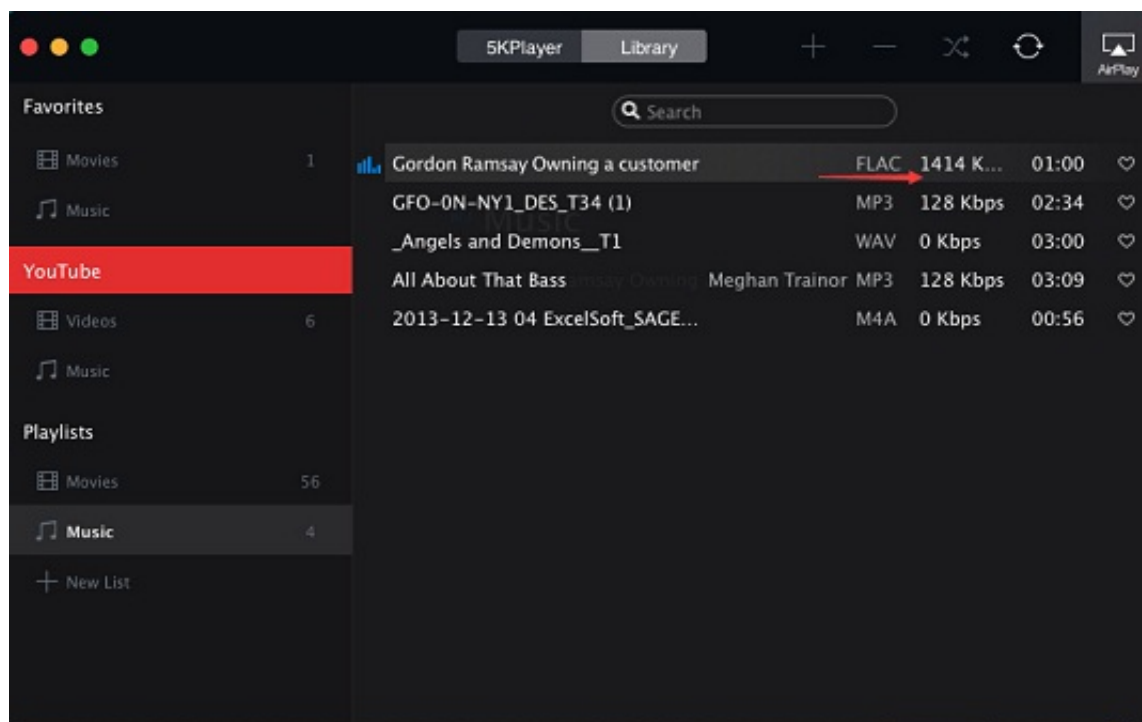 5KPlayer Library
AirPlay
Favorites
Movies 1
Music
YouTube
Videos 6
Music
Playlists
Movies 56
Music 4
New List
Search
Gordon Ramsay Owning a customer FLAC 1414 K... 01:00
GFO-0N-NY1_DES_T34 (1) MP3 128 Kbps 02:34
Music
_Angels and Demons__T1 WAV 0 Kbps 03:00
All About That Bass Meghan Trainor MP3 128 Kbps 03:09
2013-12-13 04 ExcelSoft_SAGE... M4A 0 Kbps 00:56